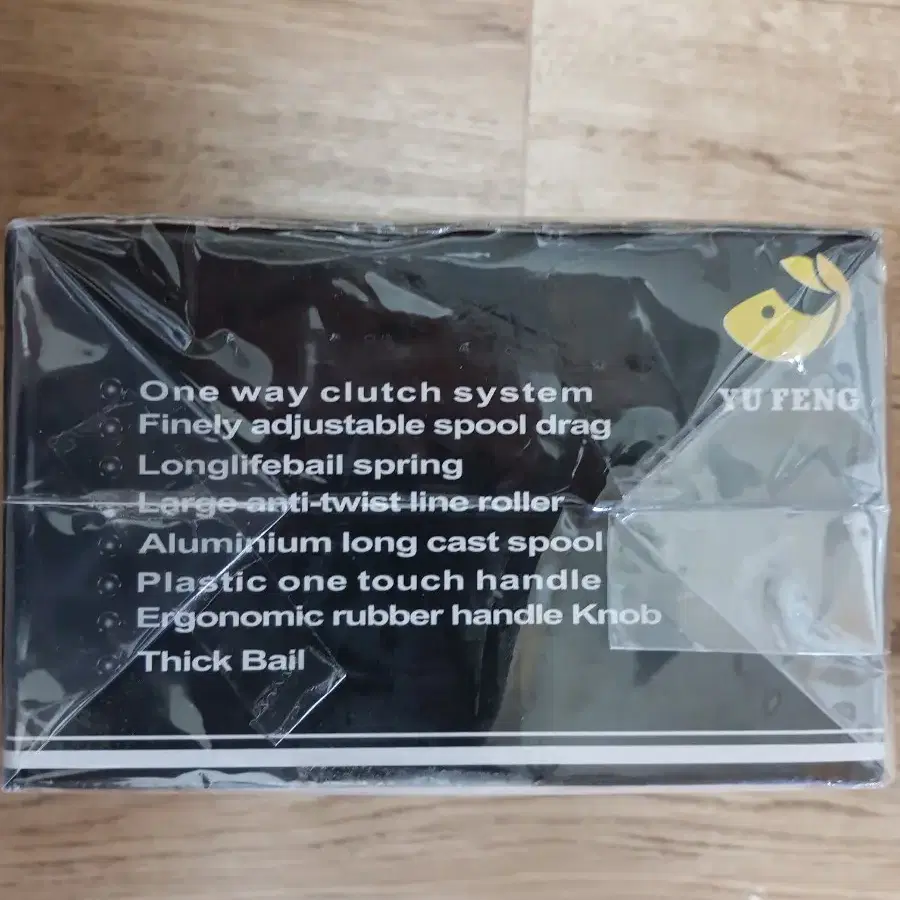 YU FENG
One way clutch system
Finely adjustable spool drag
Longlifebail spring
Large anti-twist line roller
Aluminium long cast spool
Plastic one touch handle
Ergonomic rubber handle Knob
Thick Bail